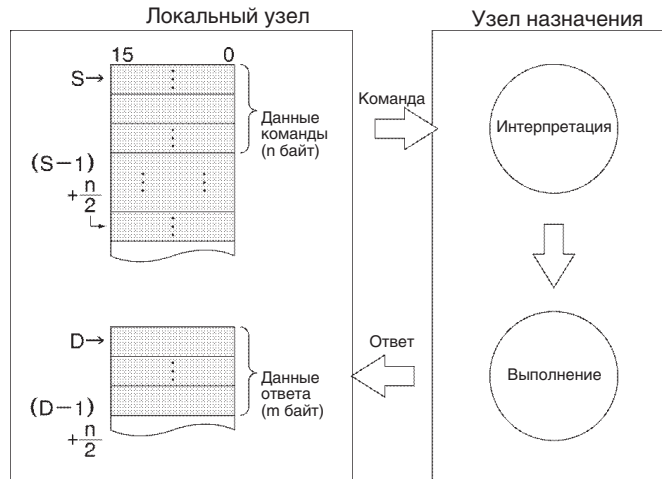 Локальный узел
Узел назначения
15 0
S→
Данные
команды
(n байт)
Команда
Интерпретация
(S−1)
+n/2
D→
Данные
ответа
(m байт)
Ответ
Выполнение
(D−1)
+n/2